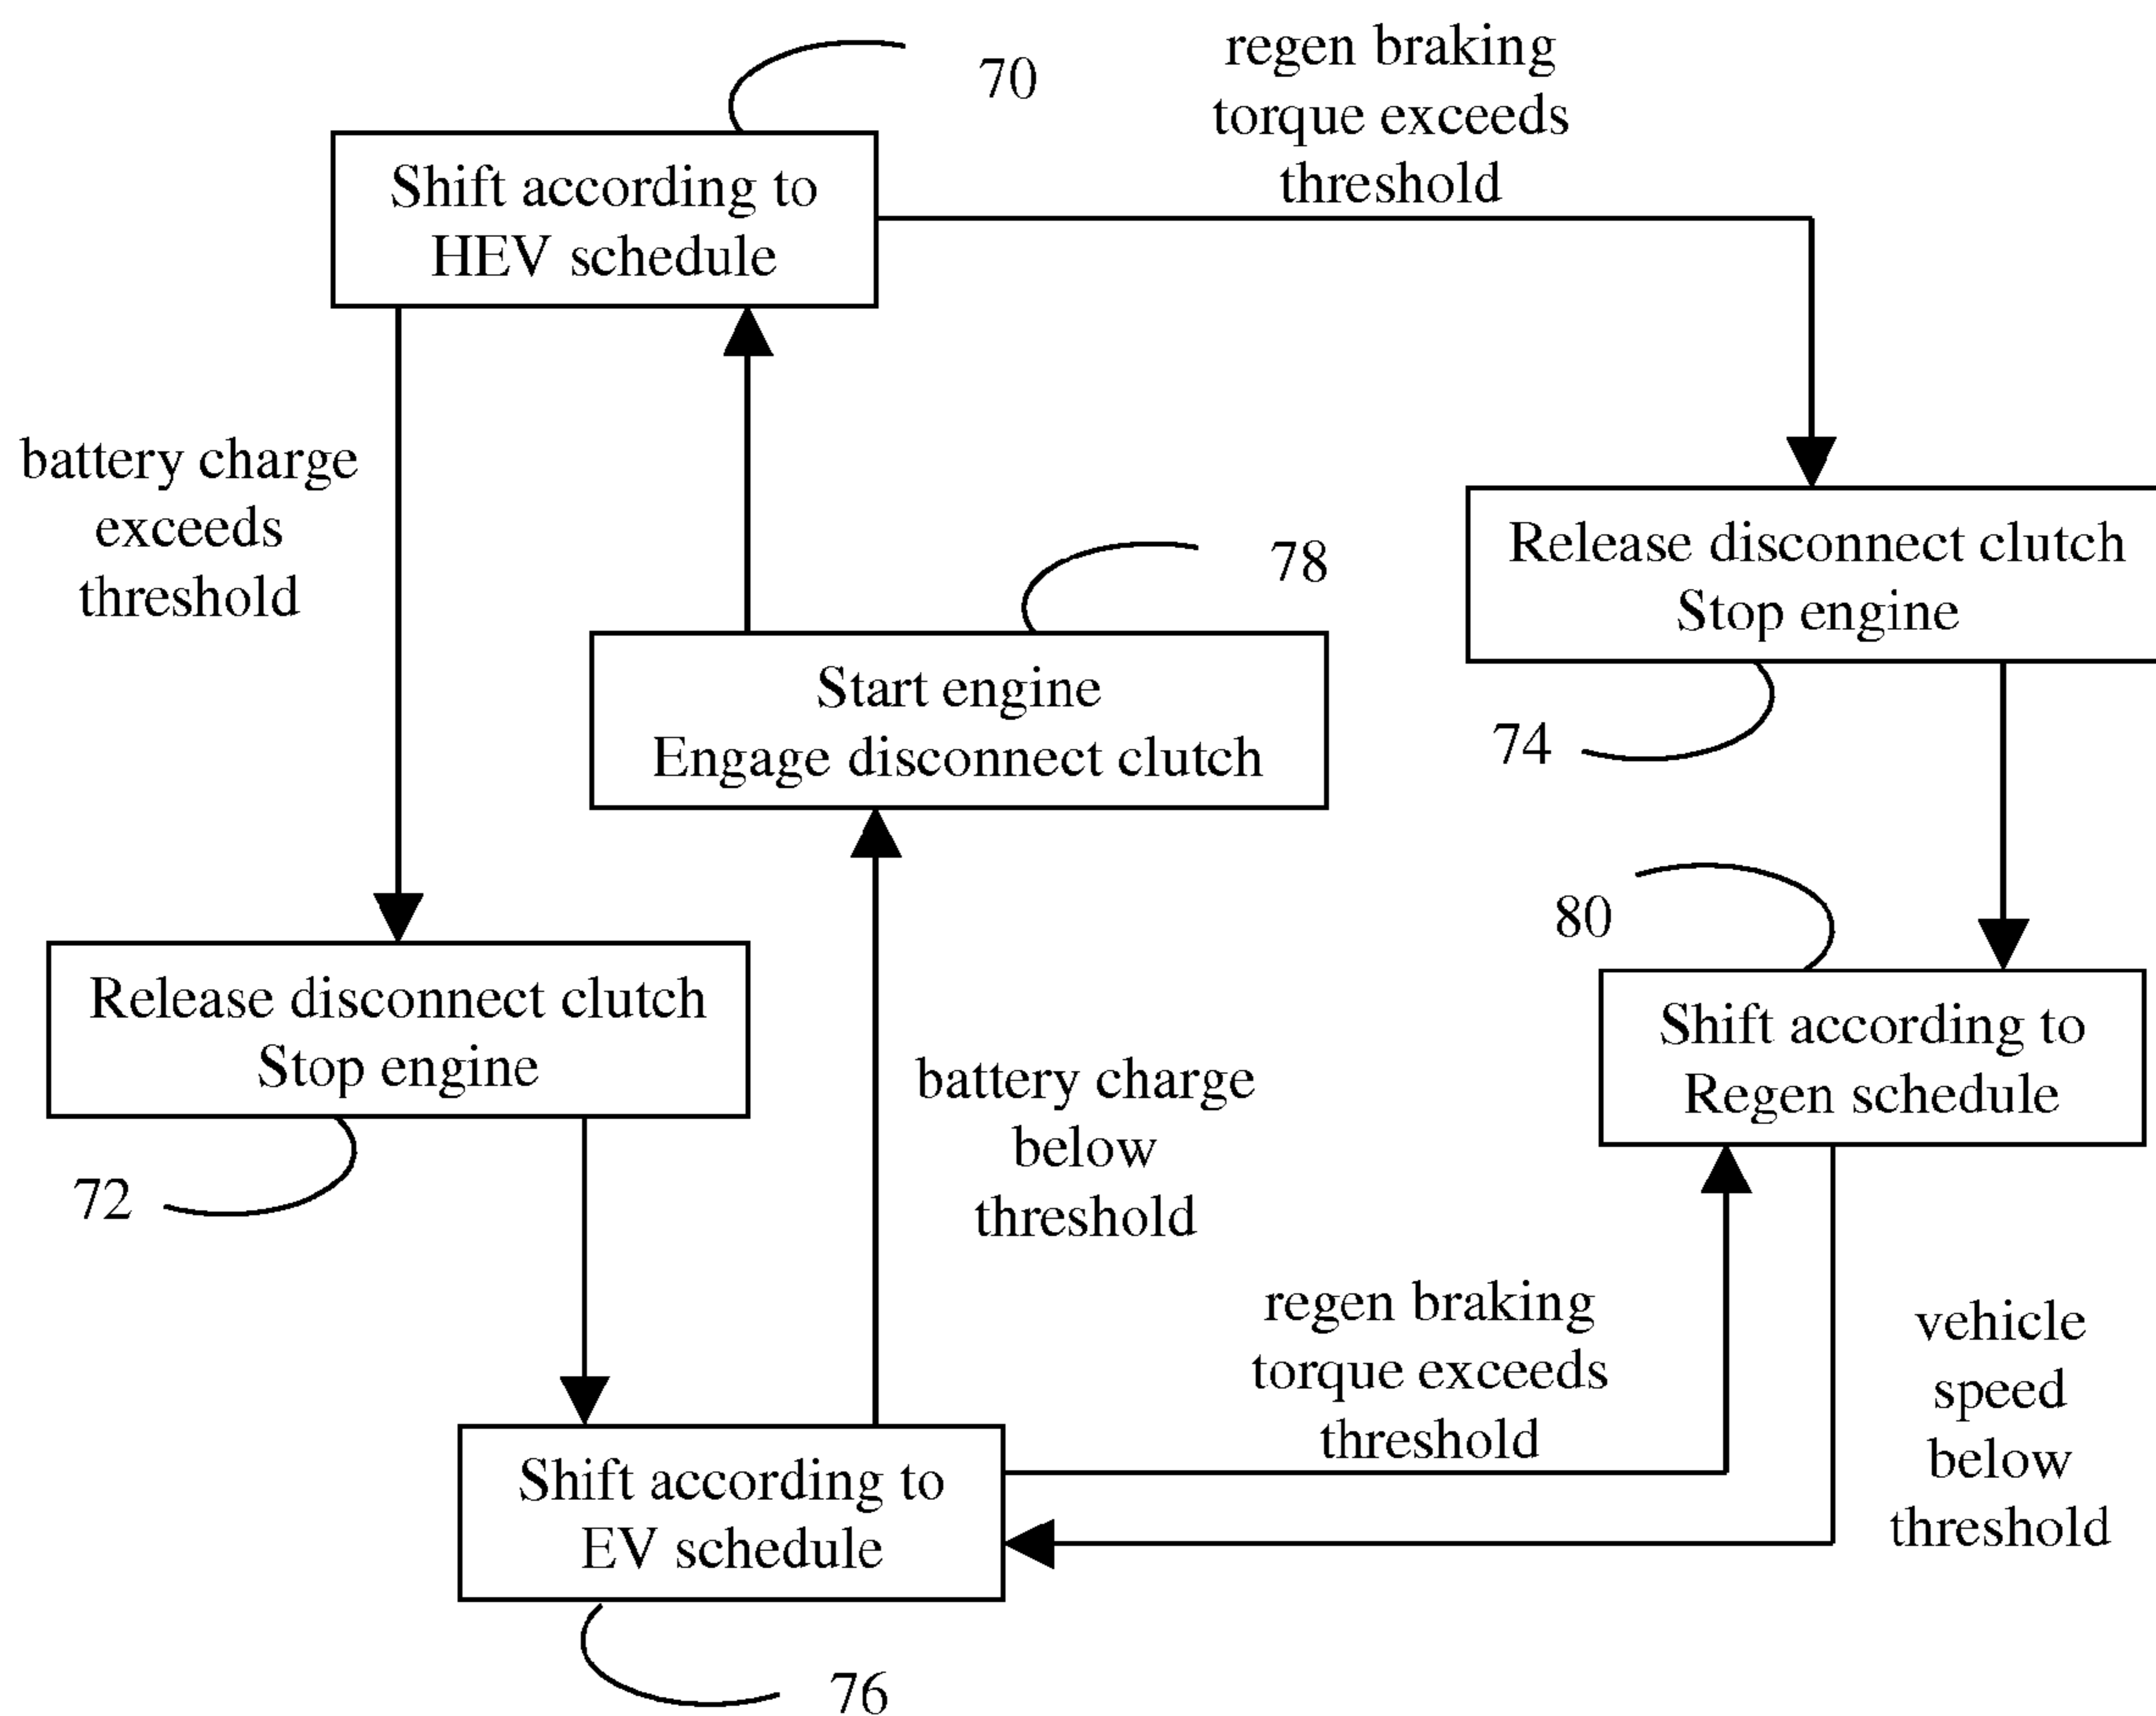 70
regen braking
torque exceeds
threshold
Shift according to
HEV schedule
battery charge
exceeds
threshold
78
Release disconnect clutch
Stop engine
Start engine
Engage disconnect clutch
74
80
Release disconnect clutch
Stop engine
72
battery charge
below
threshold
Shift according to
Regen schedule
regen braking
torque exceeds
threshold
vehicle
speed
below
threshold
Shift according to
EV schedule
76